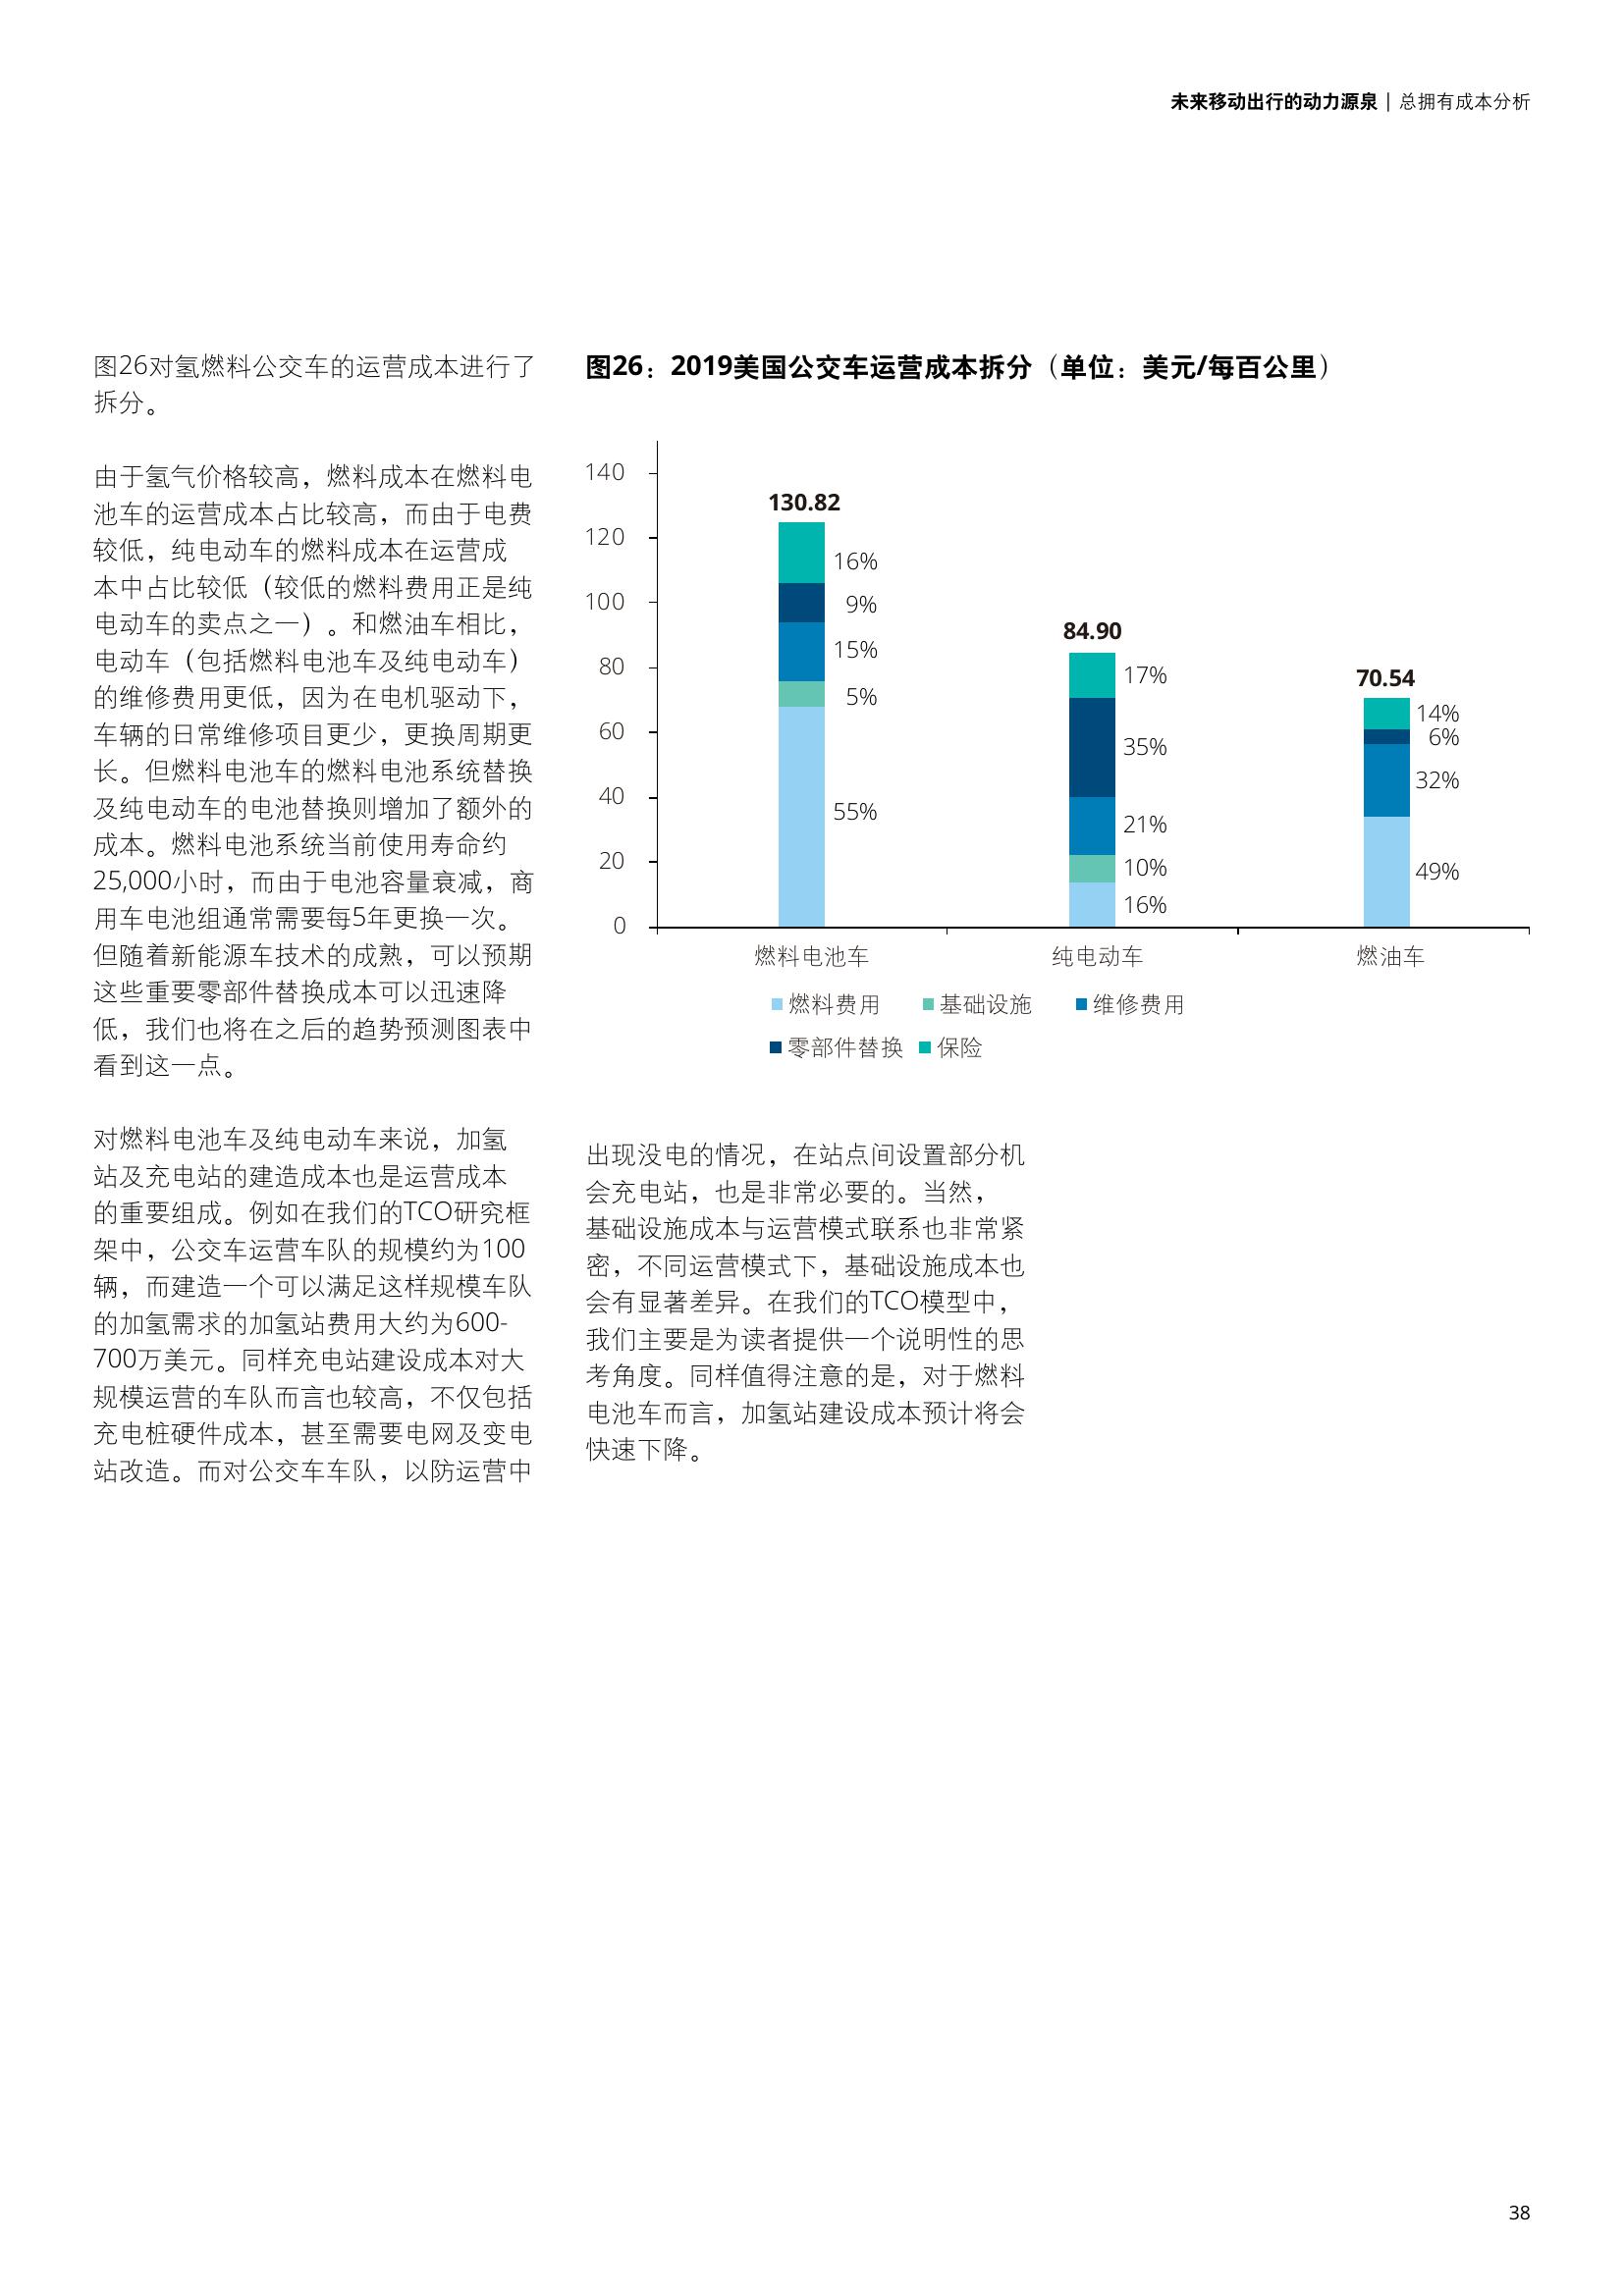 未来移动出行的动力源泉 | 总拥有成本分析
图26对氢燃料公交车的运营成本进行了
拆分。
由于氢气价格较高，燃料成本在燃料电
池车的运营成本占比较高，而由于电费
较低，纯电动车的燃料成本在运营成
本中占比较低（较低的燃料费用正是纯
电动车的卖点之一）。和燃油车相比，
电动车（包括燃料电池车及纯电动车）
的维修费用更低，因为在电机驱动下，
车辆的日常维修项目更少，更换周期更
长。但燃料电池车的燃料电池系统替换
及纯电动车的电池替换则增加了额外的
成本。燃料电池系统当前使用寿命约
25,000小时，而由于电池容量衰减，商
用车电池组通常需要每5年更换一次。
但随着新能源车技术的成熟，可以预期
这些重要零部件替换成本可以迅速降
低，我们也将在之后的趋势预测图表中
看到这一点。
对燃料电池车及纯电动车来说，加氢
站及充电站的建造成本也是运营成本
的重要组成。例如在我们的TCO研究框
架中，公交车运营车队的规模约为100
辆，而建造一个可以满足这样规模车队
的加氢需求的加氢站费用大约为600-
700万美元。同样充电站建设成本对大
规模运营的车队而言也较高，不仅包括
充电桩硬件成本，甚至需要电网及变电
站改造。而对公交车车队，以防运营中
图26：2019美国公交车运营成本拆分（单位：美元/每百公里）
140
120
100
80
60
40
20
0
130.82
16%
9%
15%
5%
55%
84.90
17%
35%
21%
10%
16%
70.54
14%
6%
32%
49%
燃料电池车 纯电动车 燃油车
燃料费用 基础设施 维修费用
零部件替换 保险
出现没电的情况，在站点间设置部分机
会充电站，也是非常必要的。当然，
基础设施成本与运营模式联系也非常紧
密，不同运营模式下，基础设施成本也
会有显著差异。在我们的TCO模型中，
我们主要是为读者提供一个说明性的思
考角度。同样值得注意的是，对于燃料
电池车而言，加氢站建设成本预计将会
快速下降。
38